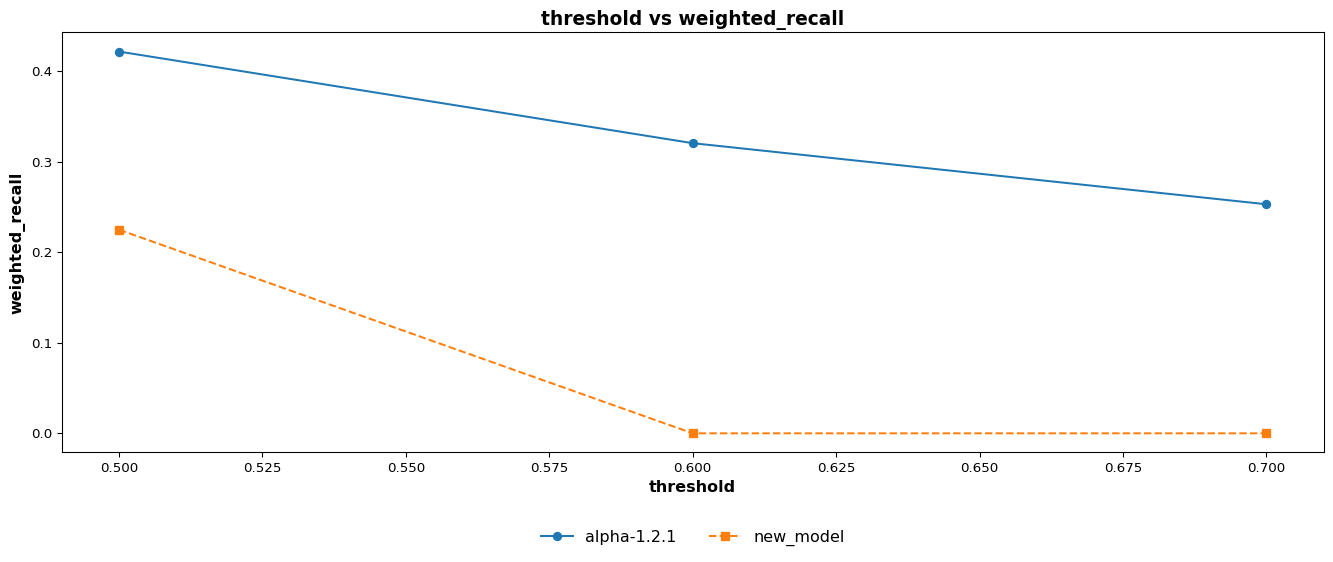 threshold vs weighted_recall
weighted_recall
0.4
0.3
0.2
0.1
0.0
0.500 0.525 0.550 0.575 0.600 0.625 0.650 0.675 0.700
threshold
alpha-1.2.1 new_model